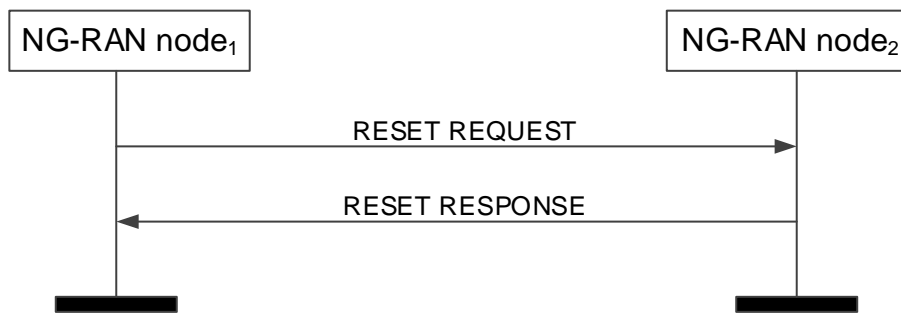 NG-RAN node₁
NG-RAN node₂
RESET REQUEST
RESET RESPONSE